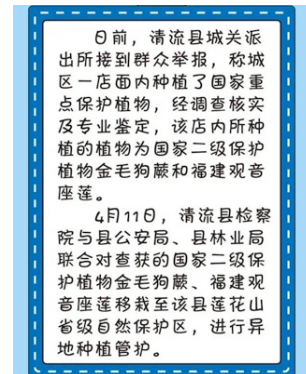 日前，清流县城关派
出所接到群众举报，称城
区一店面内种植了国家重
点保护植物，经调查核实
及专业鉴定，该店内所种
植的植物为国家二级保护
植物金毛狗蕨和福建观音
座莲。
4月11日，清流县检察
院与县公安局、县林业局
联合对查获的国家二级保
护植物金毛狗蕨、福建观
音座莲移栽至该县莲花山
省级自然保护区，进行异
地种植管护。